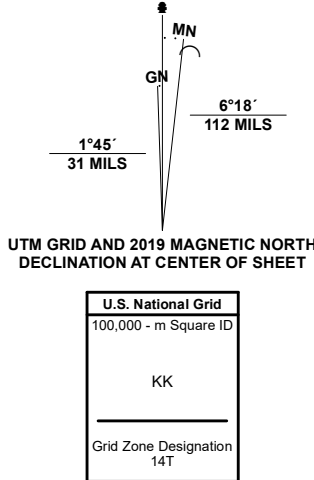 MN
GN
6°18´
112 MILS
1°45´
31 MILS
UTM GRID AND 2019 MAGNETIC NORTH
DECLINATION AT CENTER OF SHEET
U.S. National Grid
100,000 - m Square ID
KK
Grid Zone Designation
14T